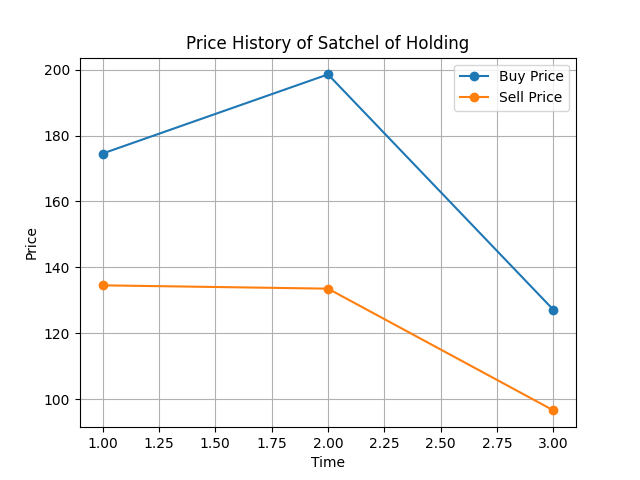 Price History of Satchel of Holding
Buy Price
Sell Price
200
180
160
140
120
100
Price
1.00 1.25 1.50 1.75 2.00 2.25 2.50 2.75 3.00
Time